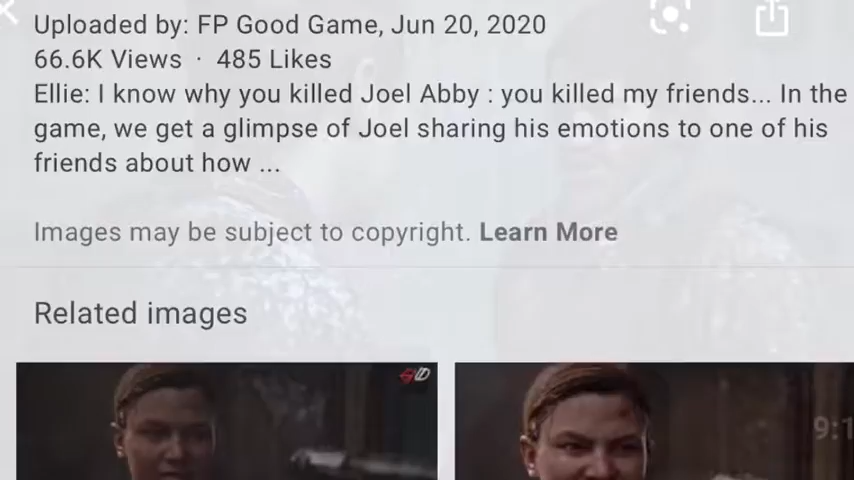 Uploaded by: FP Good Game, Jun 20, 2020
66.6K Views · 485 Likes
Ellie: I know why you killed Joel Abby : you killed my friends... In the
game, we get a glimpse of Joel sharing his emotions to one of his
friends about how ...
Images may be subject to copyright. Learn More
Related images